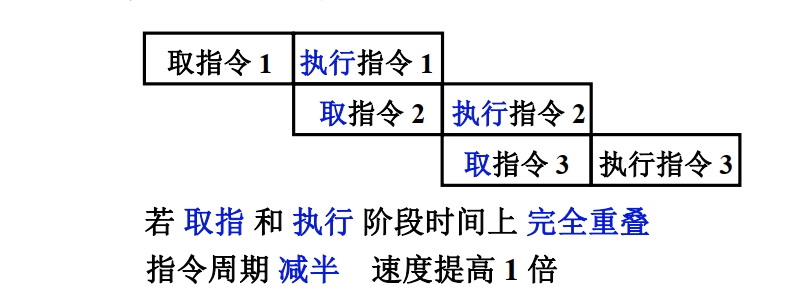 取指令 1 执行指令 1
取指令 2 执行指令 2
取指令 3 执行指令 3
若 取指 和 执行 阶段时间上 完全重叠
指令周期 减半 速度提高 1 倍